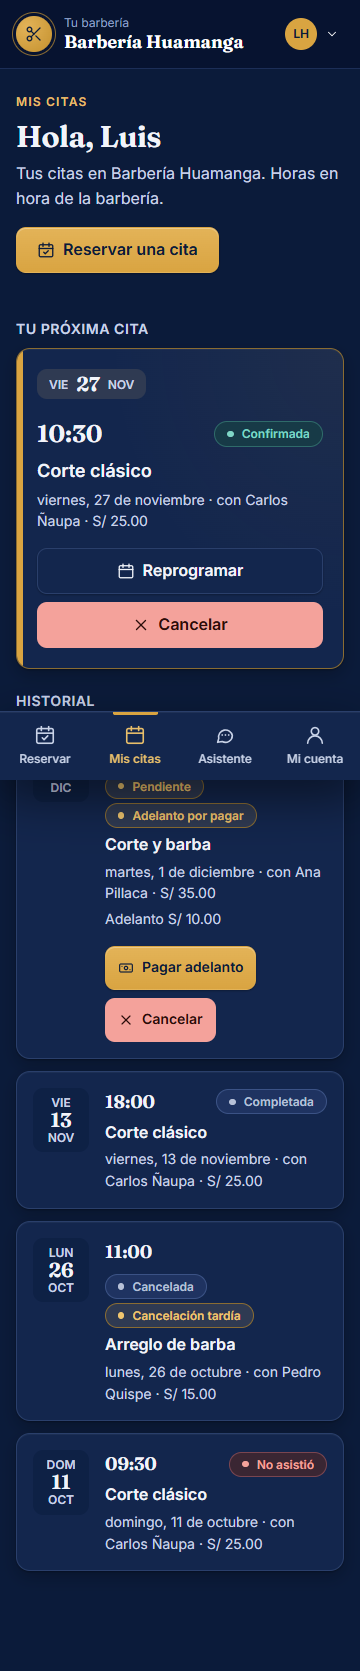 Tu barbería
Barbería Huamanga
LH
MIS CITAS
Hola, Luis
Tus citas en Barbería Huamanga. Horas en
hora de la barbería.
Reservar una cita
TU PRÓXIMA CITA
VIE 27 NOV
10:30
Confirmada
Corte clásico
viernes, 27 de noviembre · con Carlos
Ñaupa · S/ 25.00
Reprogramar
Cancelar
HISTORIAL
Reservar
Mis citas
Asistente
Mi cuenta
DIC
Pendiente
Adelanto por pagar
Corte y barba
martes, 1 de diciembre · con Ana
Pillaca · S/ 35.00
Adelanto S/ 10.00
Pagar adelanto
Cancelar
VIE
13
NOV
18:00
Completada
Corte clásico
viernes, 13 de noviembre · con
Carlos Ñaupa · S/ 25.00
LUN
26
OCT
11:00
Cancelada
Cancelación tardía
Arreglo de barba
lunes, 26 de octubre · con Pedro
Quispe · S/ 15.00
DOM
11
OCT
09:30
No asistió
Corte clásico
domingo, 11 de octubre · con
Carlos Ñaupa · S/ 25.00